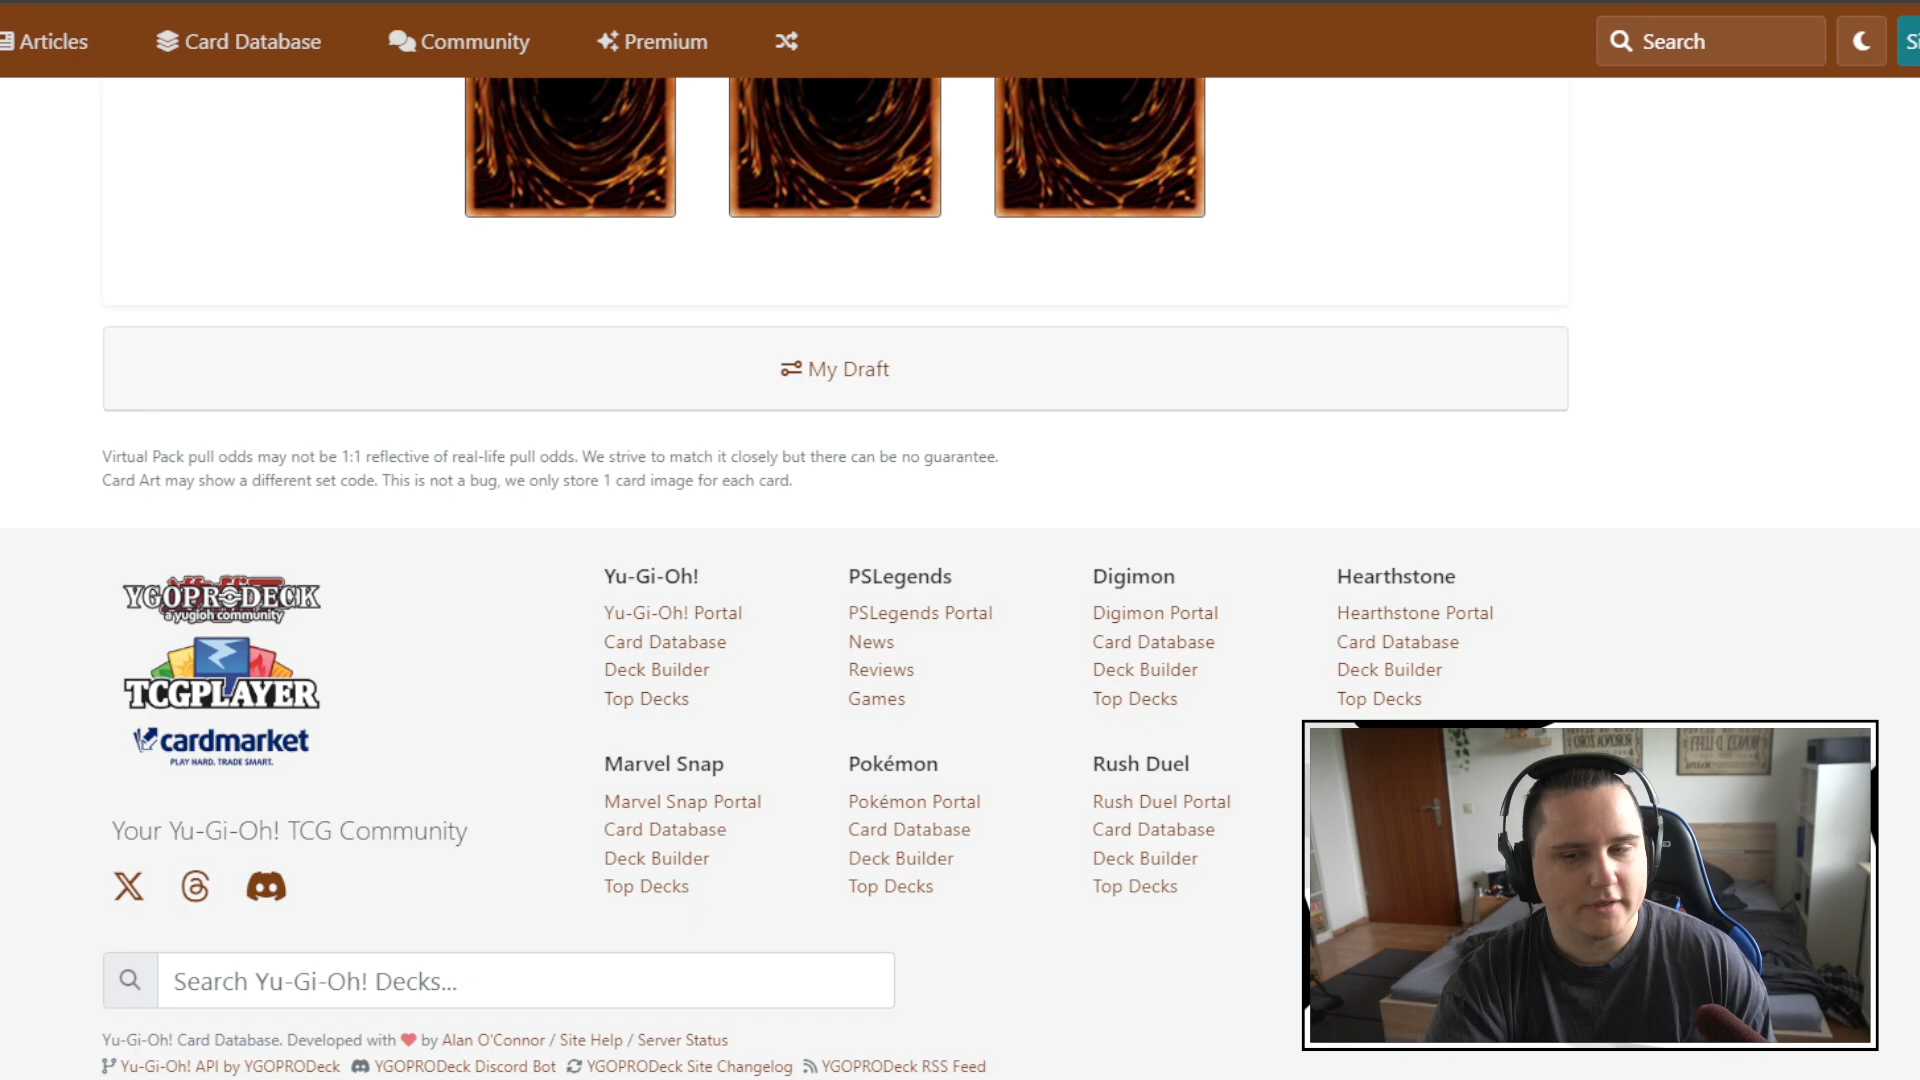 Articles
Card Database
Community
Premium
Search
Si
My Draft
Virtual Pack pull odds may not be 1:1 reflective of real-life pull odds. We strive to match it closely but there can be no guarantee.
Card Art may show a different set code. This is not a bug, we only store 1 card image for each card.
YGOPRODECK
a yugioh community
TCGPLAYER
cardmarket
PLAY HARD. TRADE SMART.
Your Yu-Gi-Oh! TCG Community
Yu-Gi-Oh!
Yu-Gi-Oh! Portal
Card Database
Deck Builder
Top Decks
PSLegends
PSLegends Portal
News
Reviews
Games
Digimon
Digimon Portal
Card Database
Deck Builder
Top Decks
Hearthstone
Hearthstone Portal
Card Database
Deck Builder
Top Decks
Marvel Snap
Marvel Snap Portal
Card Database
Deck Builder
Top Decks
Pokémon
Pokémon Portal
Card Database
Deck Builder
Top Decks
Rush Duel
Rush Duel Portal
Card Database
Deck Builder
Top Decks
Search Yu-Gi-Oh! Decks...
Yu-Gi-Oh! Card Database. Developed with ❤ by Alan O'Connor / Site Help / Server Status
Yu-Gi-Oh! API by YGOPRODeck YGOPRODeck Discord Bot YGOPRODeck Site Changelog YGOPRODeck RSS Feed